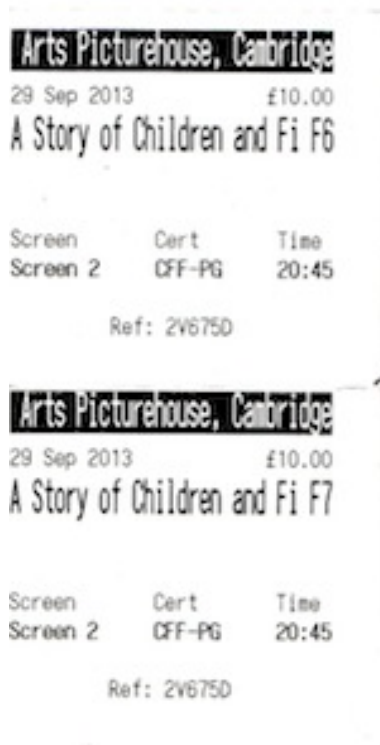 Arts Picturehouse, Cambridge
29 Sep 2013 £10.00
A Story of Children and Fi F6
Screen Cert Time
Screen 2 CFF-PG 20:45
Ref: 2V675D
Arts Picturehouse, Cambridge
29 Sep 2013 £10.00
A Story of Children and Fi F7
Screen Cert Time
Screen 2 CFF-PG 20:45
Ref: 2V675D